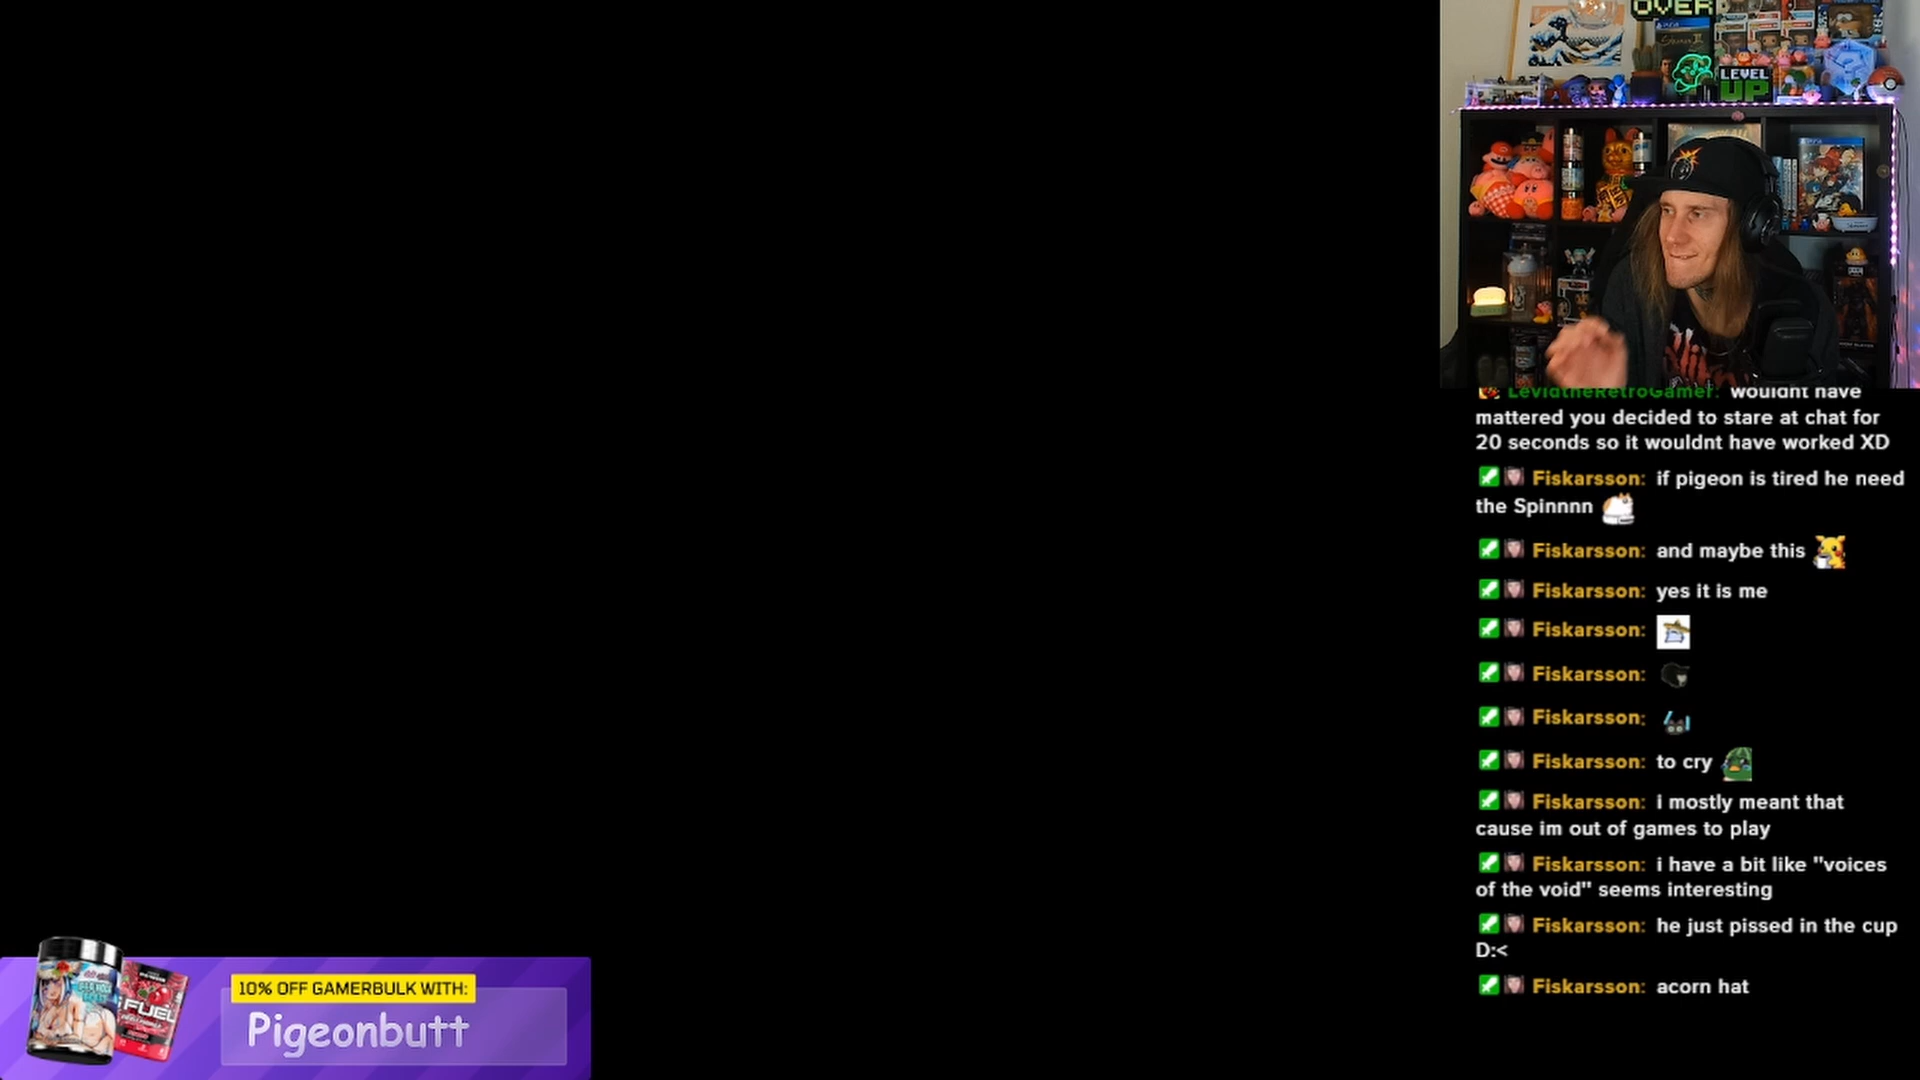 OVER
LEVEL
UP
LevidtheRetroGamer: wouldnt have
mattered you decided to stare at chat for
20 seconds so it wouldnt have worked XD
Fiskarsson: if pigeon is tired he need
the Spinnnn
Fiskarsson: and maybe this
Fiskarsson: yes it is me
Fiskarsson:
Fiskarsson:
Fiskarsson:
Fiskarsson: to cry
Fiskarsson: i mostly meant that
cause im out of games to play
Fiskarsson: i have a bit like "voices
of the void" seems interesting
Fiskarsson: he just pissed in the cup
D:<
Fiskarsson: acorn hat
10% OFF GAMERBULK WITH:
Pigeonbutt
FUEL